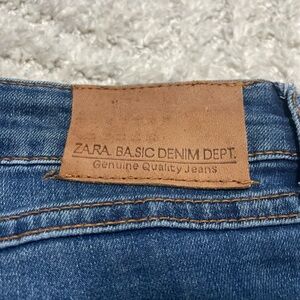 ZARA BASIC DENIM DEPT.
Genuine Quality Jeans